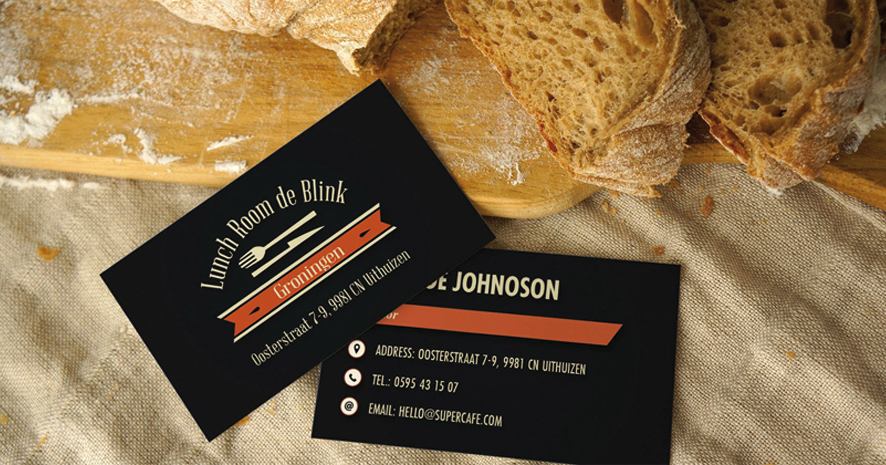 Lunch Room de Blink
Groningen
Oosterstraat 7-9, 9981 CN Uithuizen
JOHNOSON
ADDRESS: OOSTERSTRAAT 7-9, 9981 CN UITHUIZEN
TEL.: 0595 43 15 07
@ EMAIL: HELLO@SUPERCAFE.COM